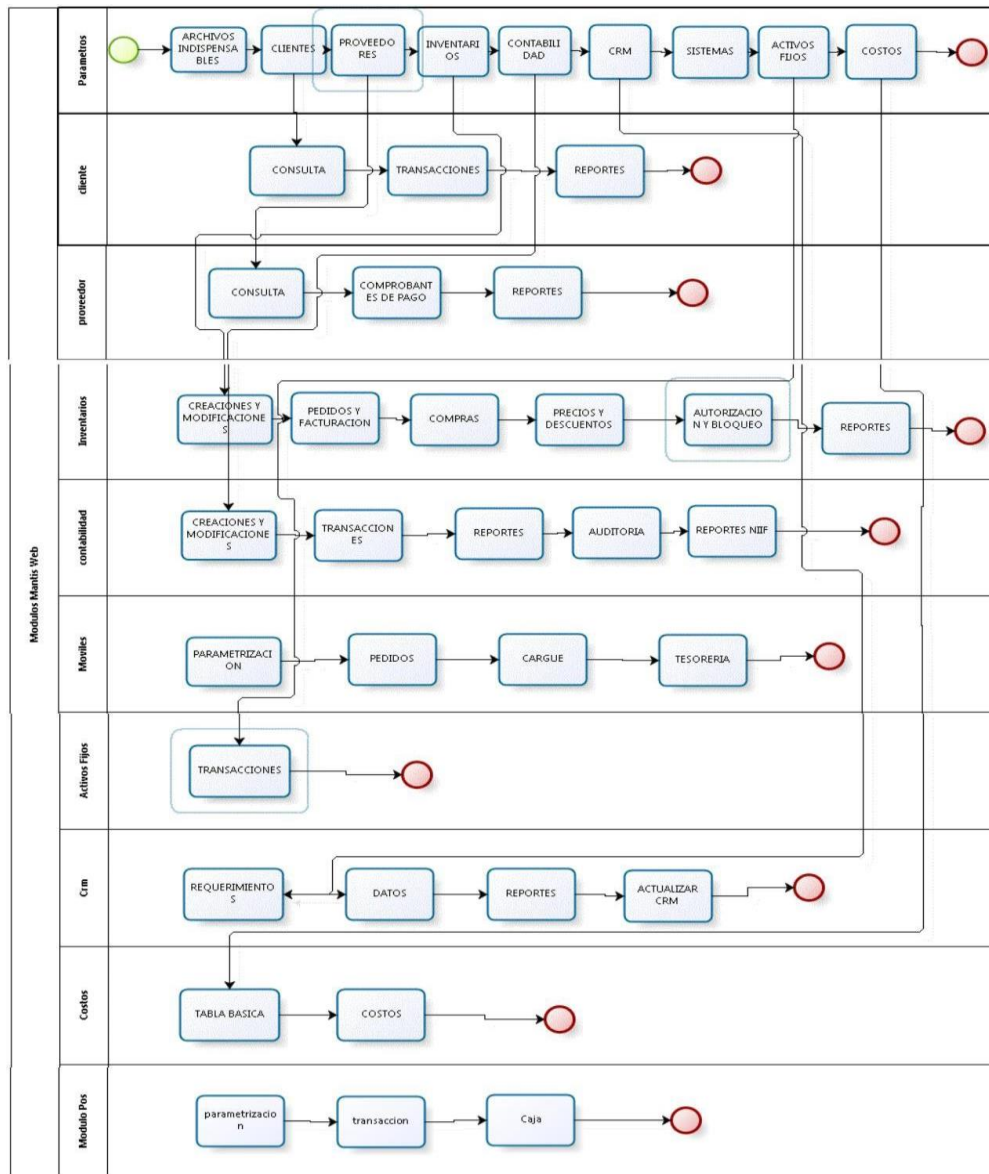 Modulos Mantis Web
Parametros
ARCHIVOS
INDISPENSA
BLES
CLIENTES
PROVEEDO
RES
INVENTARI
OS
CONTABILI
DAD
CRM
SISTEMAS
ACTIVOS
FIJOS
COSTOS
cliente
CONSULTA
TRANSACCIONES
REPORTES
proveedor
CONSULTA
COMPROBANT
ES DE PAGO
REPORTES
Inventarios
CREACIONES Y
MODIFICACIONE
S
PEDIDOS Y
FACTURACION
COMPRAS
PRECIOS Y
DESCUENTOS
AUTORIZACIO
N Y BLOQUEO
REPORTES
contabilidad
CREACIONES Y
MODIFICACIONE
S
TRANSACCION
ES
REPORTES
AUDITORIA
REPORTES NIIF
Moviles
PARAMETRIZACI
ON
PEDIDOS
CARGUE
TESORERIA
Activos Fijos
TRANSACCIONES
Crm
REQUERIMIENTO
S
DATOS
REPORTES
ACTUALIZAR
CRM
Costos
TABLA BASICA
COSTOS
Modulo Pos
parametrizacio
n
transaccion
Caja